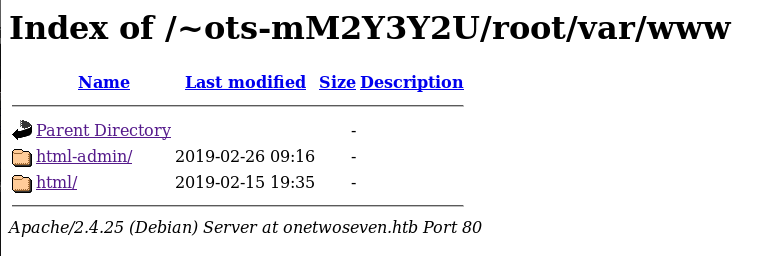 Index of /~ots-mM2Y3Y2U/root/var/www
Name Last modified Size Description
Parent Directory -
html-admin/ 2019-02-26 09:16 -
html/ 2019-02-15 19:35 -
Apache/2.4.25 (Debian) Server at onetwoseven.htb Port 80